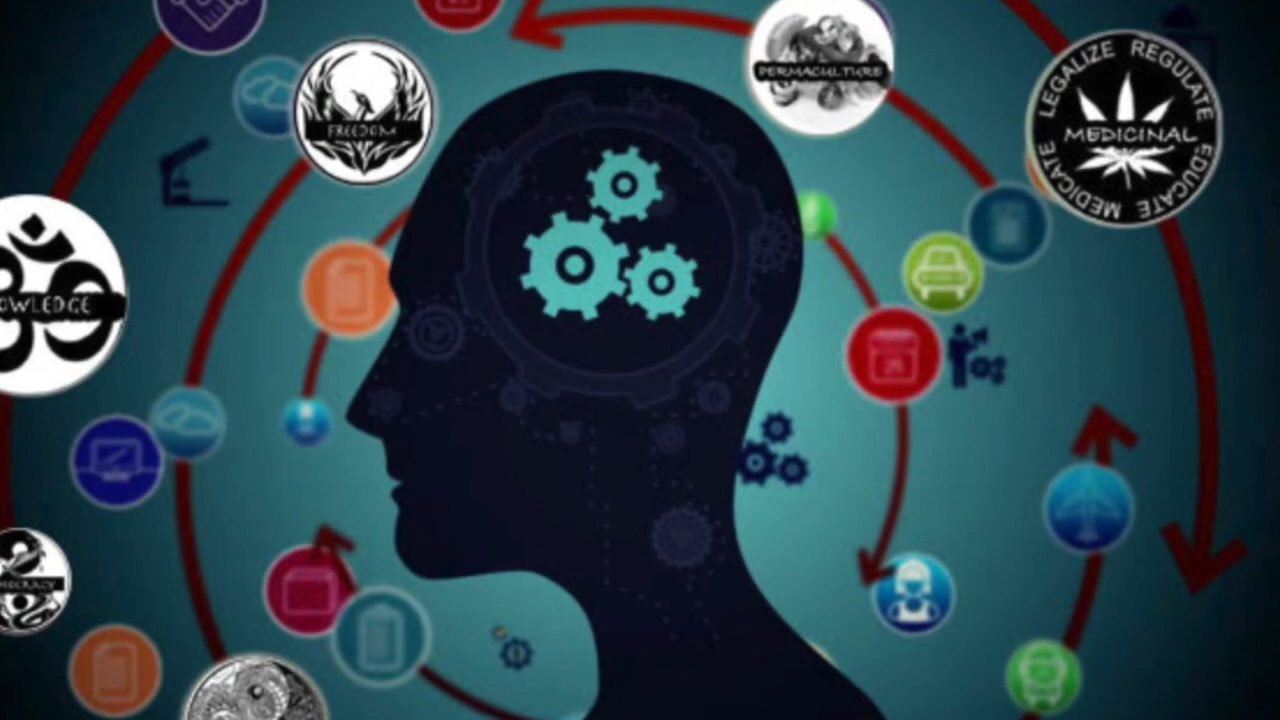 PERMACULTURE
FREEDOM
LEGALIZE REGULATE
MEDICINAL
MEDICATE EDUCATE
OWLEDGE